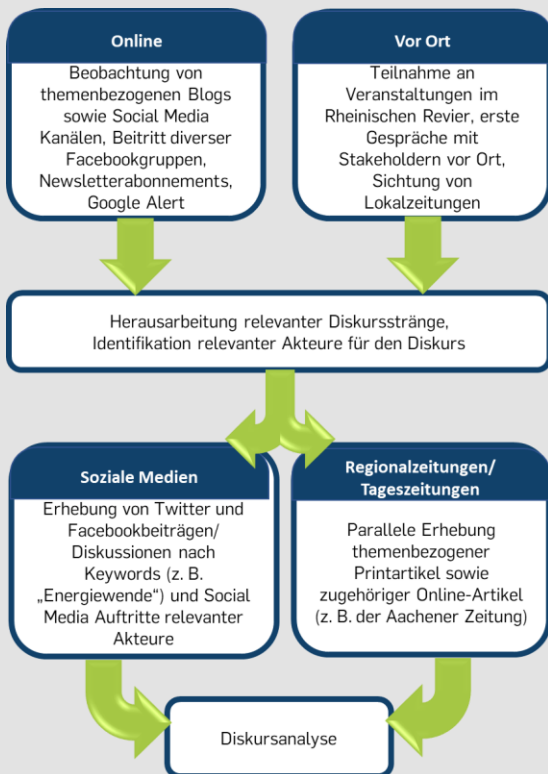 Online
Beobachtung von
themenbezogenen Blogs
sowie Social Media
Kanälen, Beitritt diverser
Facebookgruppen,
Newsletterabonnements,
Google Alert
Vor Ort
Teilnahme an
Veranstaltungen im
Rheinischen Revier, erste
Gespräche mit
Stakeholdern vor Ort,
Sichtung von
Lokalzeitungen
Herausarbeitung relevanter Diskursstränge,
Identifikation relevanter Akteure für den Diskurs
Soziale Medien
Erhebung von Twitter und
Facebookbeiträgen/
Diskussionen nach
Keywords (z. B.
„Energiewende“) und Social
Media Auftritte relevanter
Akteure
Regionalzeitungen/
Tageszeitungen
Parallele Erhebung
themenbezogener
Printartikel sowie
zugehöriger Online-Artikel
(z. B. der Aachener Zeitung)
Diskursanalyse